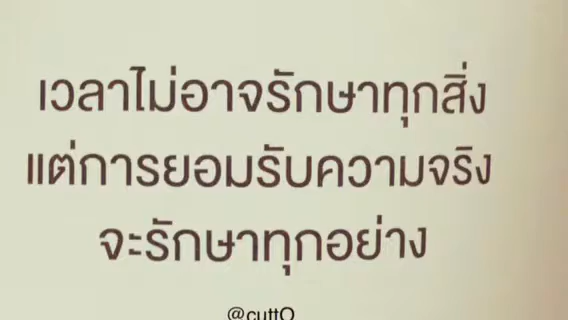 เวลาไม่อาจรักษาทุกสิ่ง
แต่การยอมรับความจริง
จะรักษาทุกอย่าง
@cuttO